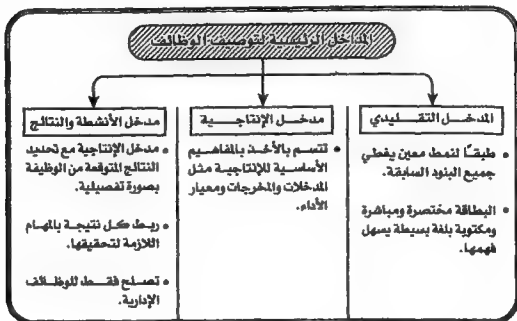 المداخل الرئيسية لتوصيف الوظائف
المدخل التقليدي
• طبقاً لنمط معين يغطي
جميع البنود السابقة.
• البطاقة مختصرة ومباشرة
ومكتوبة بلغة بسيطة يسهل
فهمها.
مدخل الإنتاجية
• تتسم بالأخذ بالمفاهيم
الأساسية للإنتاجية مثل
المدخلات والمخرجات ومعيار
الأداء.
مدخل الأنشطة والنتائج
• مدخل الإنتاجية مع تحديد
النتائج المتوقعة من الوظيفة
بصورة تفصيلية.
• ربط كل نتيجة بالمهام
اللازمة لتحقيقها.
• تصلح فقط للوظائف
الإدارية.